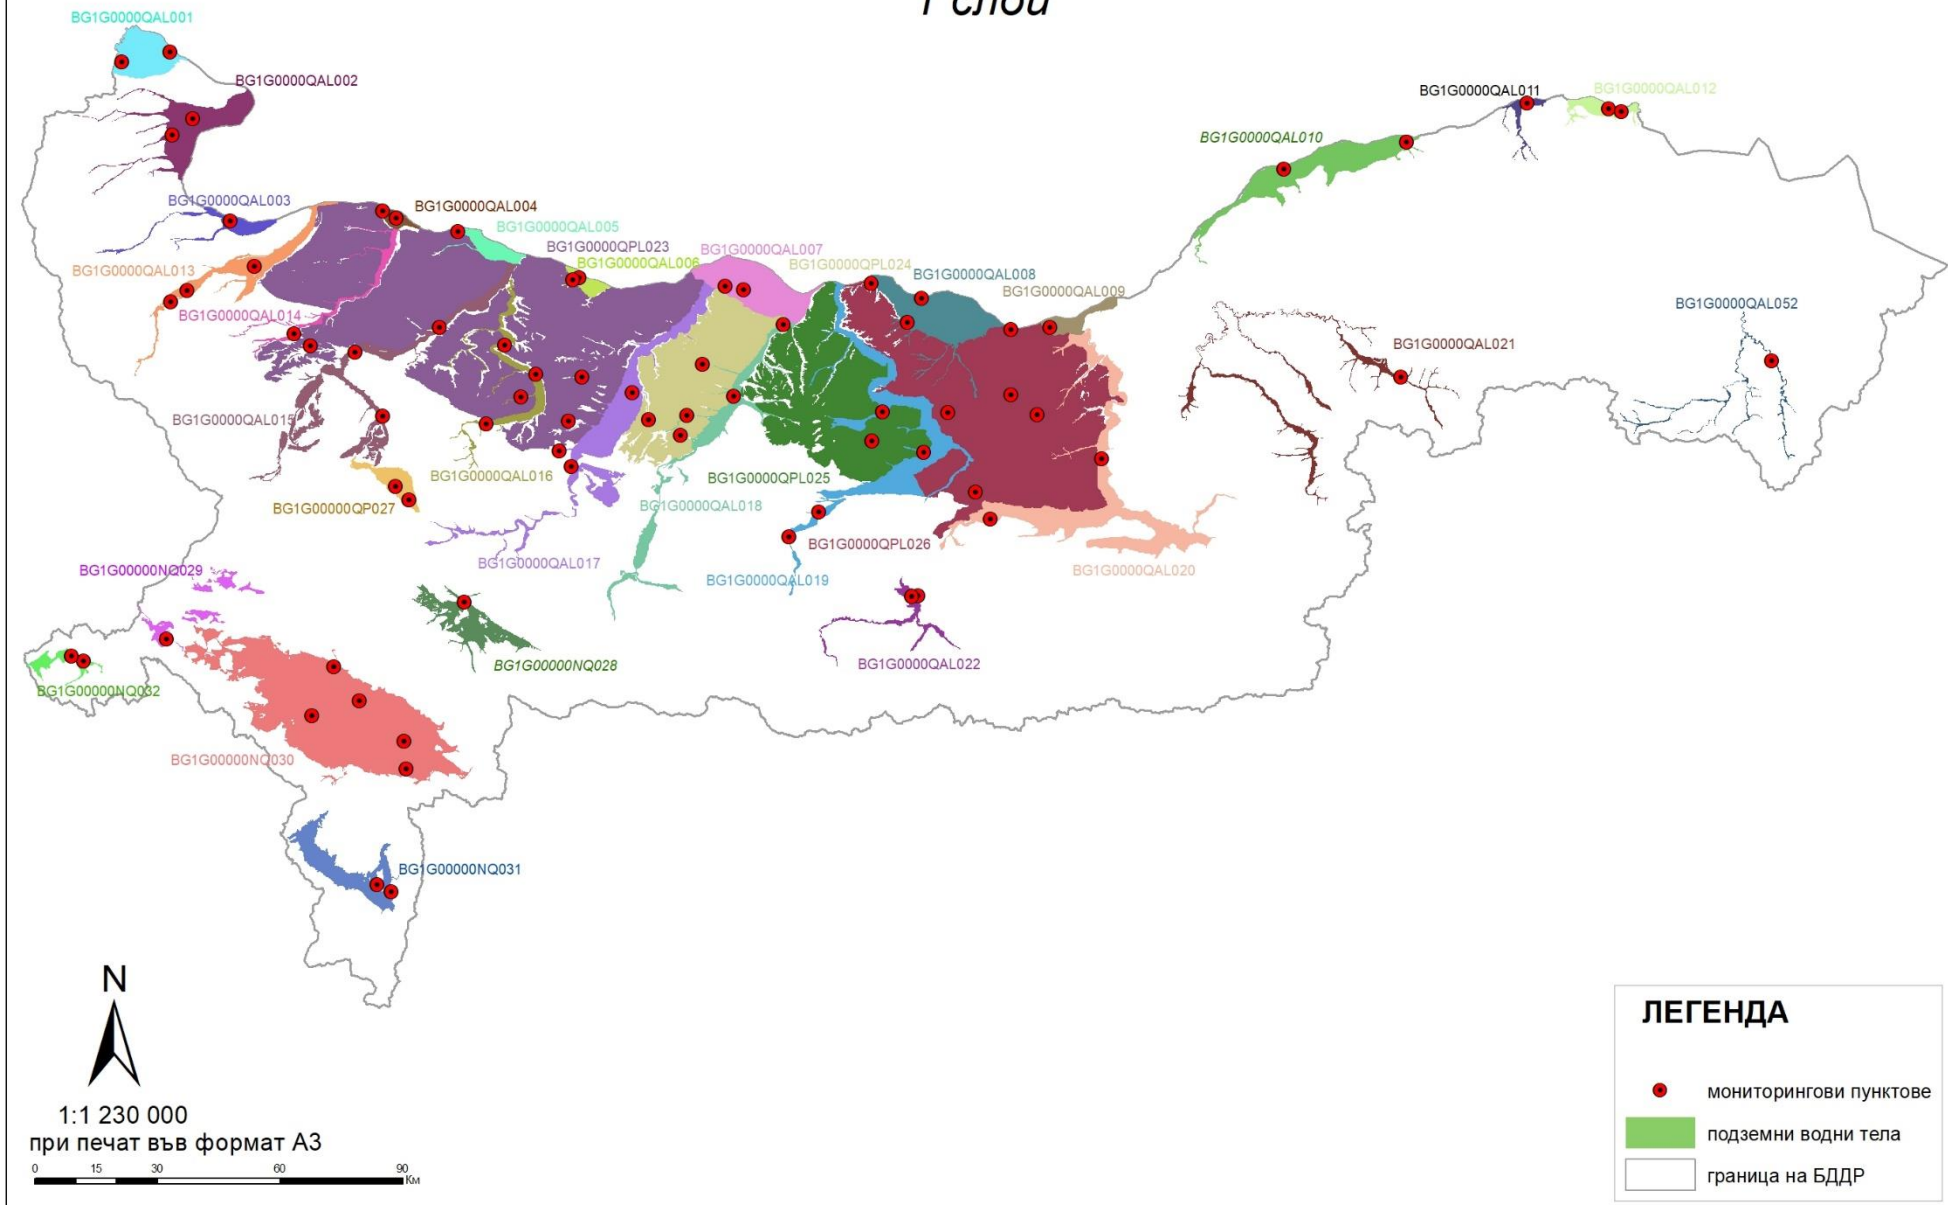 I слой
BG1G0000QAL001
BG1G0000QAL002
BG1G0000QAL011
BG1G0000QAL012
BG1G0000QAL010
BG1G0000QAL003
BG1G0000QAL004
BG1G0000QAL005
BG1G0000QPL023
BG1G0000QAL007
BG1G0000QAL006
BG1G0000QPL024
BG1G0000QAL013
BG1G0000QAL008
BG1G0000QAL009
BG1G0000QAL052
BG1G0000QAL014
BG1G0000QAL021
BG1G0000QAL015
BG1G0000QAL016
BG1G0000QPL025
BG1G00000QP027
BG1G0000QAL018
BG1G0000QPL026
BG1G0000QAL017
BG1G00000NQ029
BG1G0000QAL019
BG1G0000QAL020
BG1G00000NQ028
BG1G0000QAL022
BG1G00000NQ032
BG1G00000NQ030
BG1G00000NQ031
N
1:1 230 000
при печат във формат А3
0 15 30 60 90
Км
ЛЕГЕНДА
мониторингови пунктове
подземни водни тела
граница на БДДР